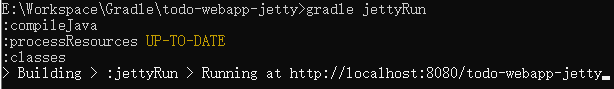 E:\Workspace\Gradle\todo-webapp-jetty>gradle jettyRun
:compileJava
:processResources UP-TO-DATE
:classes
> Building > :jettyRun > Running at http://localhost:8080/todo-webapp-jetty